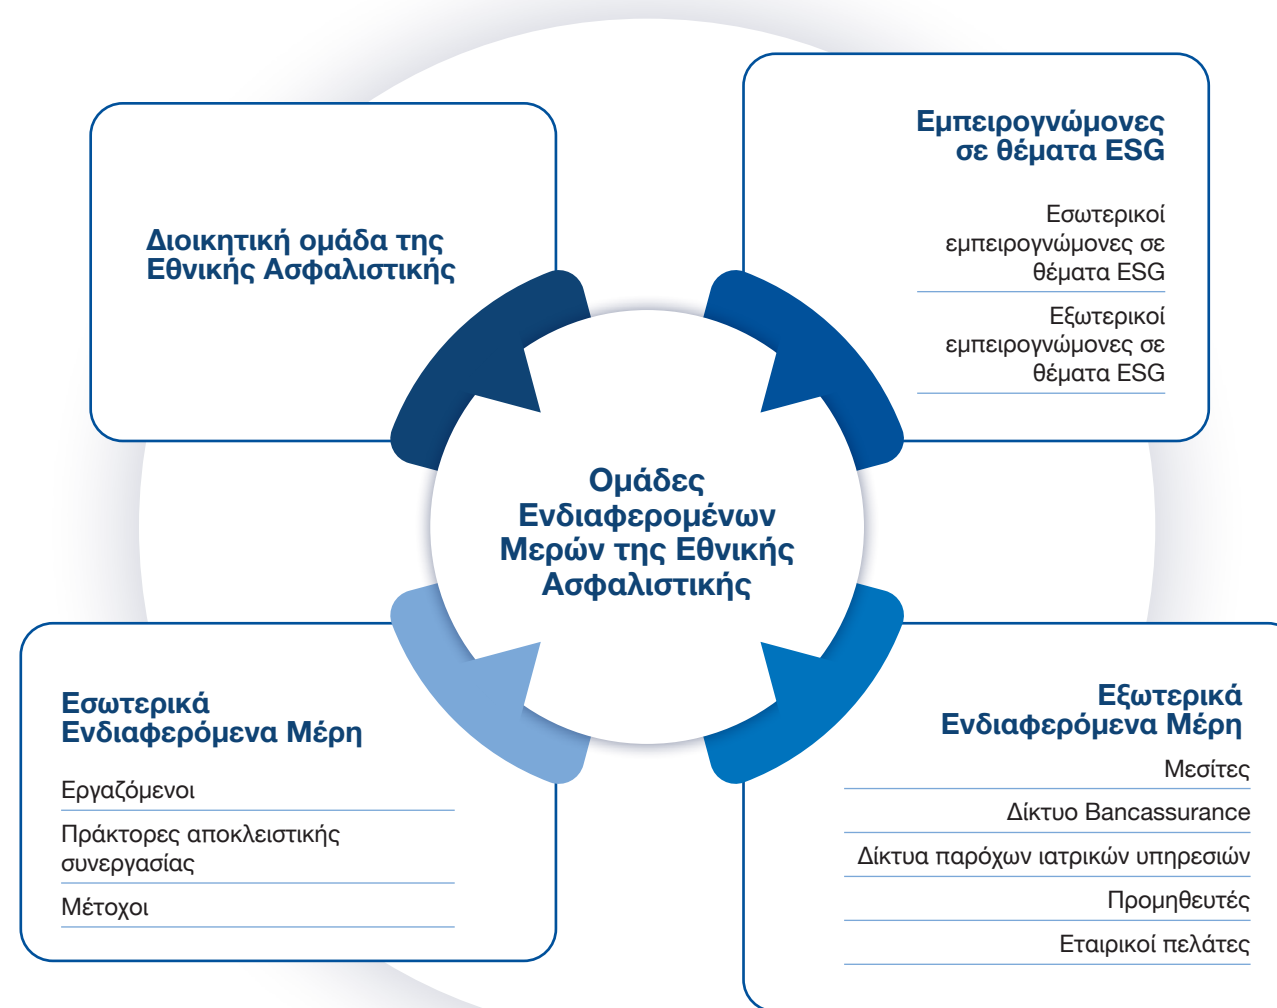 Διοικητική ομάδα της
Εθνικής Ασφαλιστικής
Εμπειρογνώμονες
σε θέματα ESG
Εσωτερικοί
εμπειρογνώμονες σε
θέματα ESG
Εξωτερικοί
εμπειρογνώμονες σε
θέματα ESG
Ομάδες
Ενδιαφερομένων
Μερών της Εθνικής
Ασφαλιστικής
Εσωτερικά
Ενδιαφερόμενα Μέρη
Εργαζόμενοι
Πράκτορες αποκλειστικής
συνεργασίας
Μέτοχοι
Εξωτερικά
Ενδιαφερόμενα Μέρη
Μεσίτες
Δίκτυο Bancassurance
Δίκτυα παρόχων ιατρικών υπηρεσιών
Προμηθευτές
Εταιρικοί πελάτες